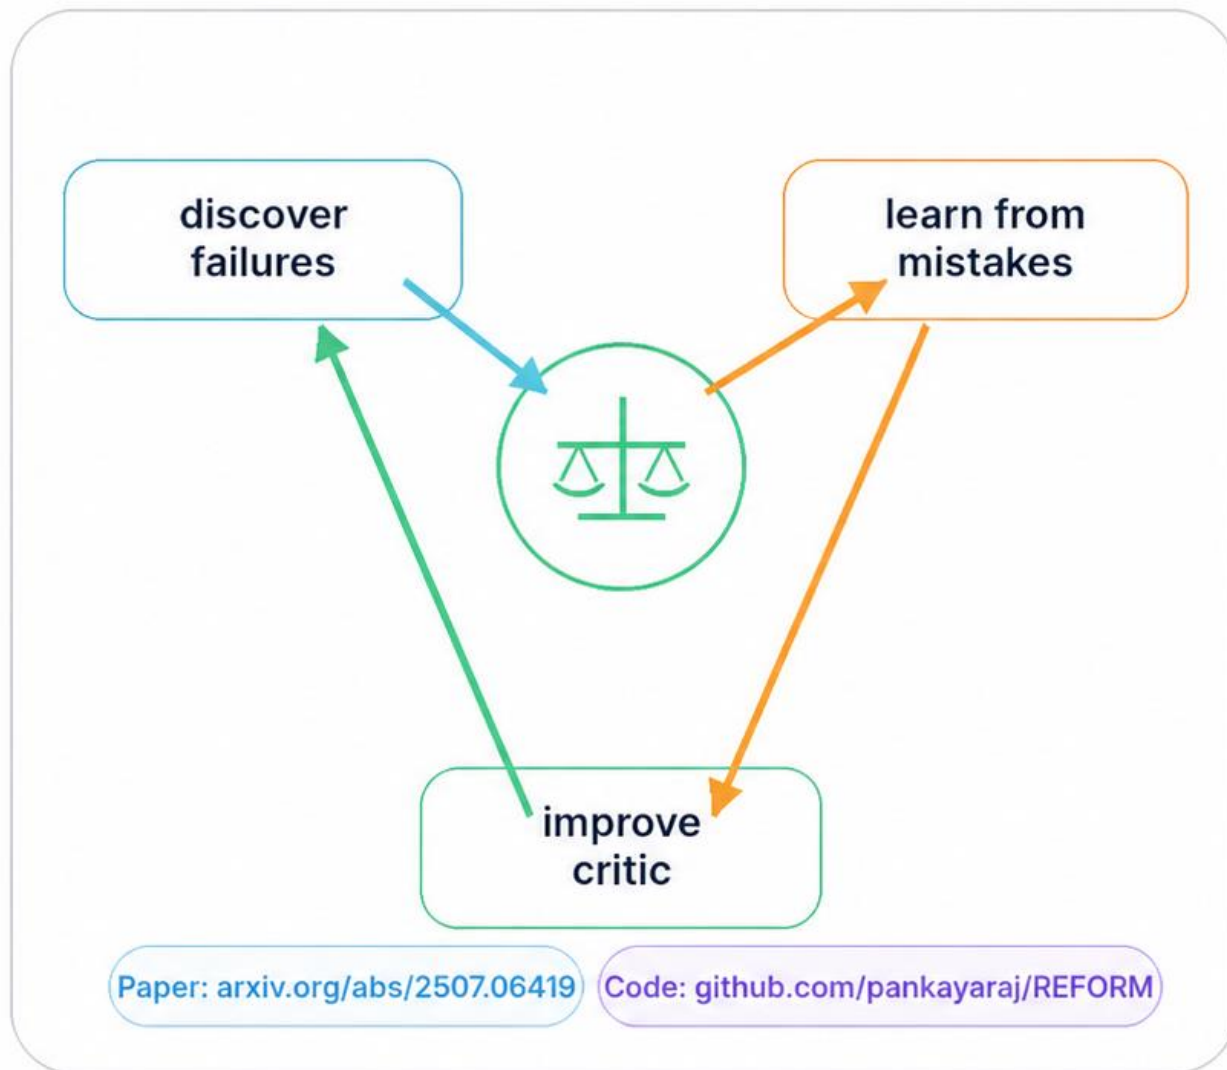 discover
failures
learn from
mistakes
improve
critic
Paper: arxiv.org/abs/2507.06419
Code: github.com/pankayaraj/REFORM